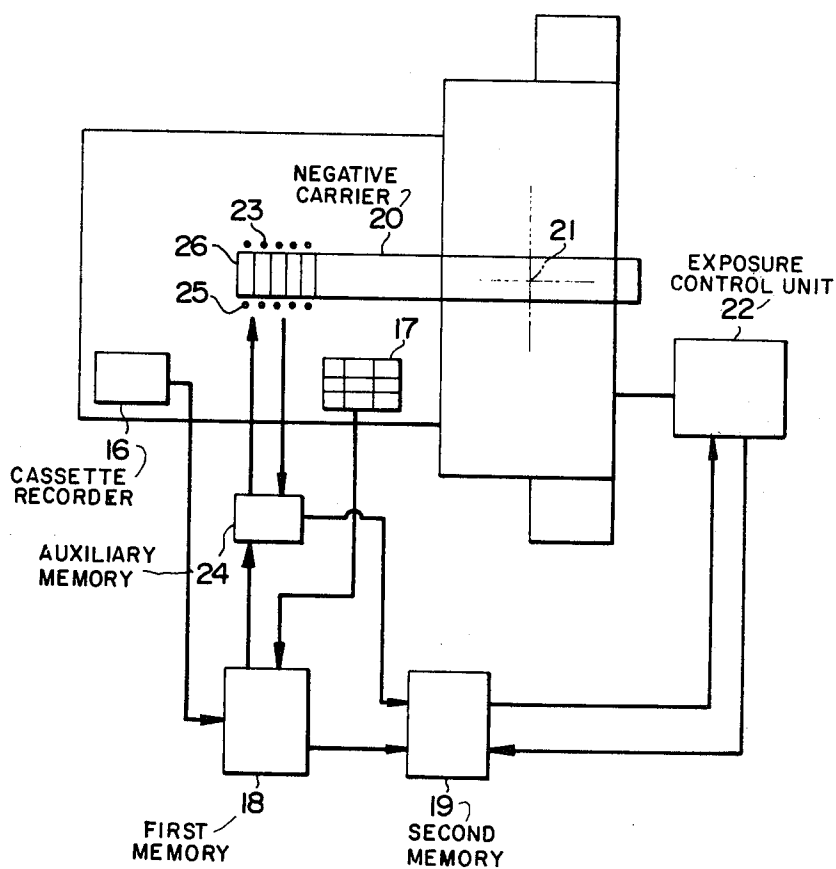 NEGATIVE
CARRIER
20
23
26
25
21
EXPOSURE
CONTROL UNIT
22
17
16
CASSETTE
RECORDER
AUXILIARY
MEMORY
24
18
FIRST
MEMORY
19
SECOND
MEMORY